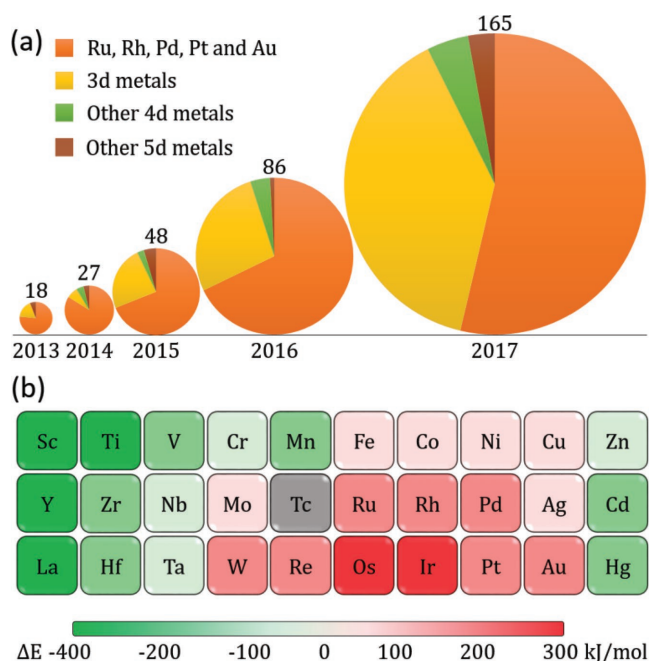 (a)
Ru, Rh, Pd, Pt and Au
3d metals
Other 4d metals
Other 5d metals
18
27
48
86
165
2013 2014 2015 2016 2017
(b)
Sc Ti V Cr Mn Fe Co Ni Cu Zn
Y Zr Nb Mo Tc Ru Rh Pd Ag Cd
La Hf Ta W Re Os Ir Pt Au Hg
ΔE -400 -200 -100 0 100 200 300 kJ/mol